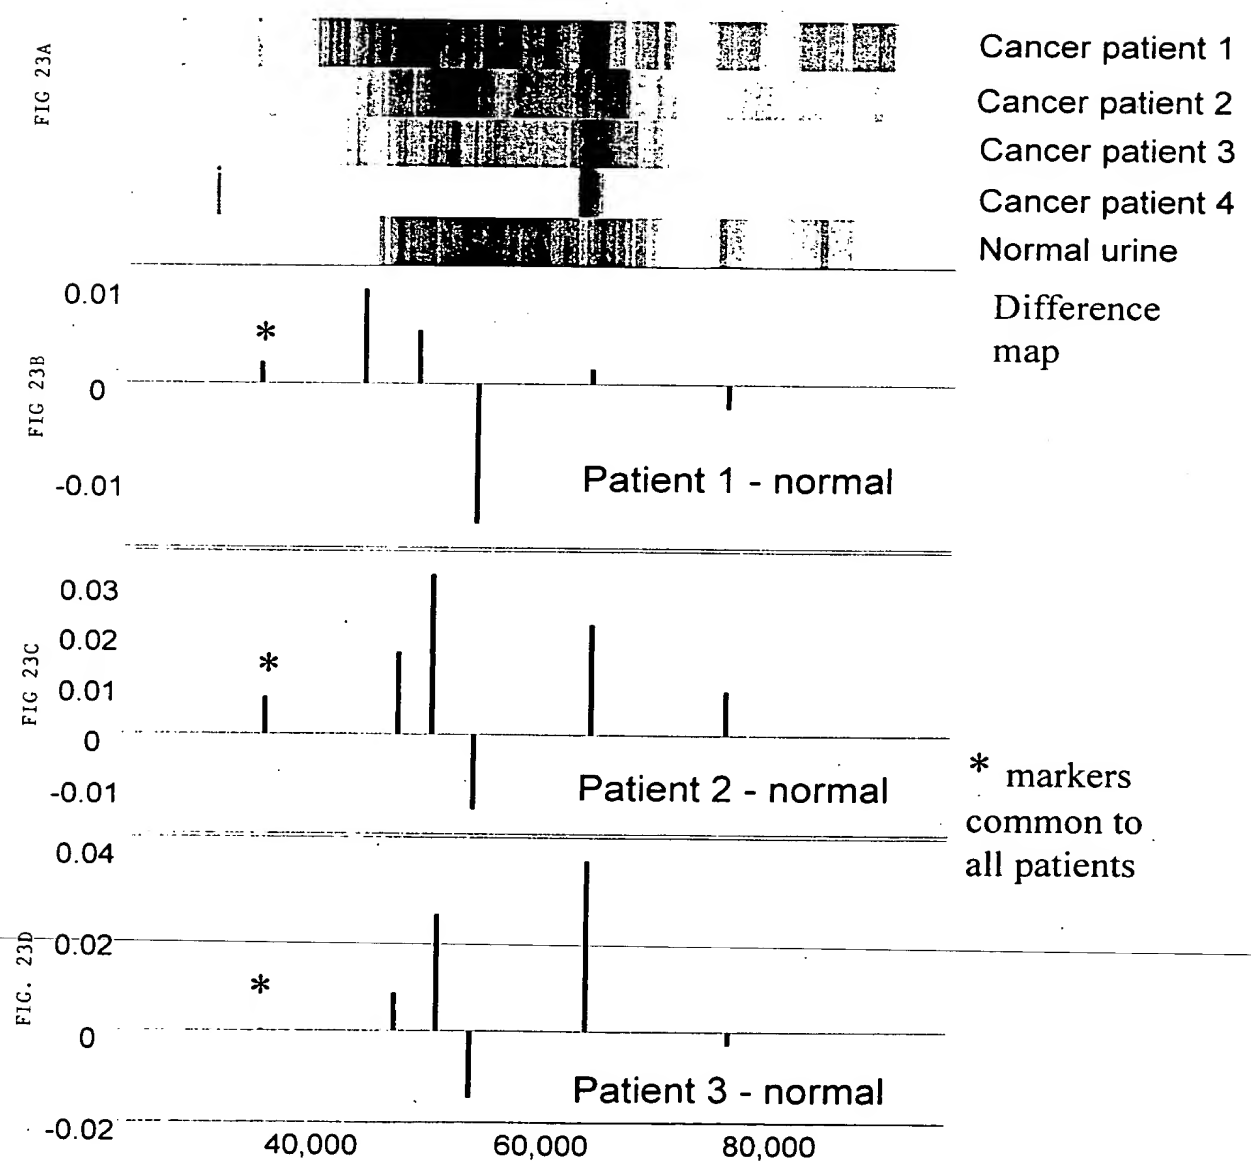 FIG 23A
Cancer patient 1
Cancer patient 2
Cancer patient 3
Cancer patient 4
Normal urine
Difference
map
FIG 23B
0.01
*
0
-0.01
Patient 1 - normal
FIG 23C
0.03
0.02
*
0.01
0
-0.01
Patient 2 - normal
* markers
common to
all patients
FIG. 23D
0.04
0.02
*
0
Patient 3 - normal
-0.02
40,000
60,000
80,000